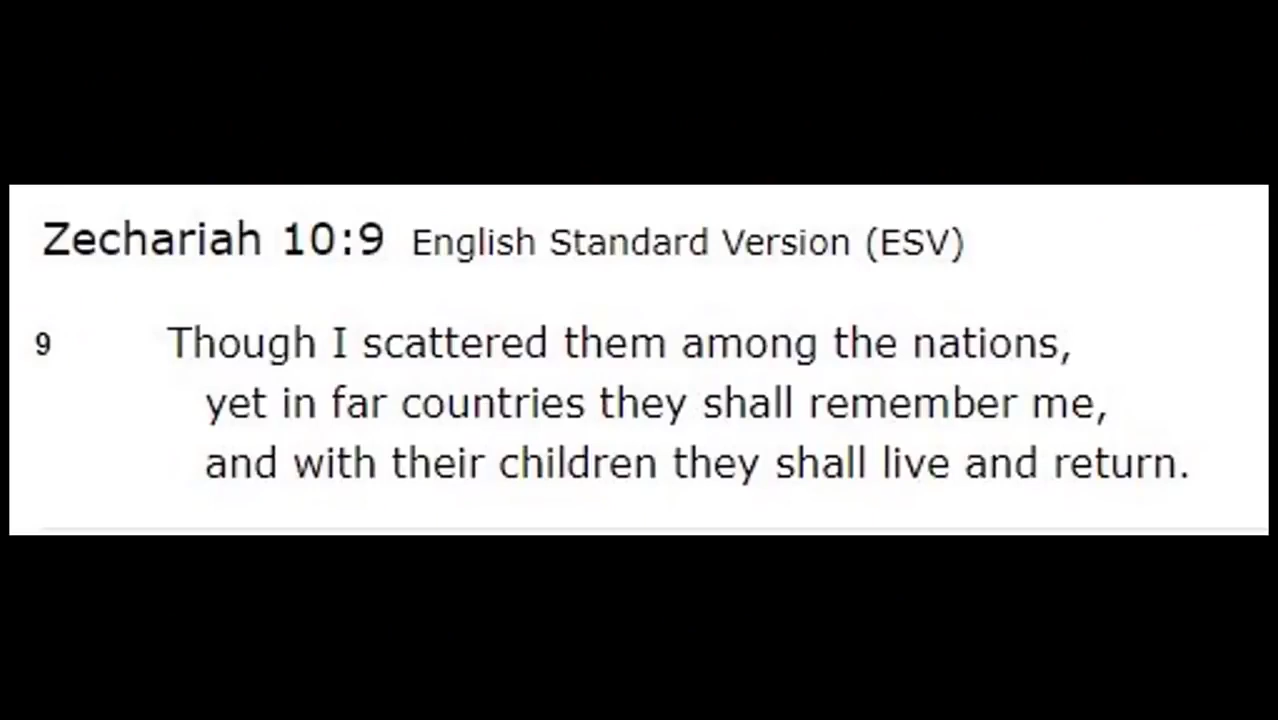 Zechariah 10:9 English Standard Version (ESV)
9 Though I scattered them among the nations,
yet in far countries they shall remember me,
and with their children they shall live and return.